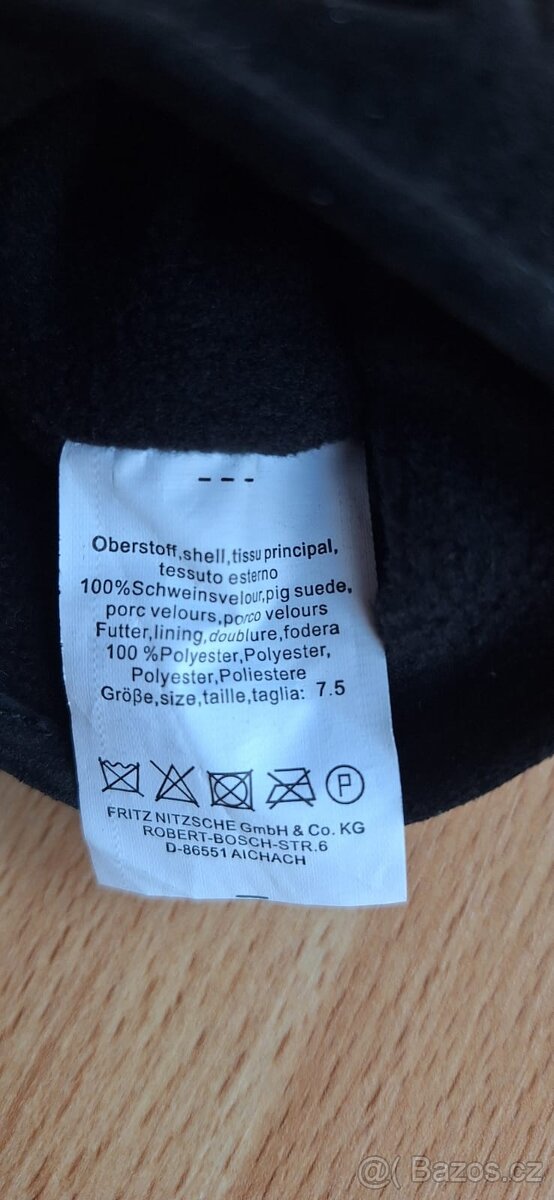 ---
Oberstoff,shell,tissu principal,
tessuto esterno
100%Schweinsvelour,pig suede,
porc velours,porco velours
Futter,lining,doublure,fodera
100 %Polyester,Polyester,
Polyester,Poliestere
Größe,size,taille,taglia: 7.5
P
FRITZ NITZSCHE GmbH & Co. KG
ROBERT-BOSCH-STR.6
D-86551 AICHACH
@( Bazos.cz